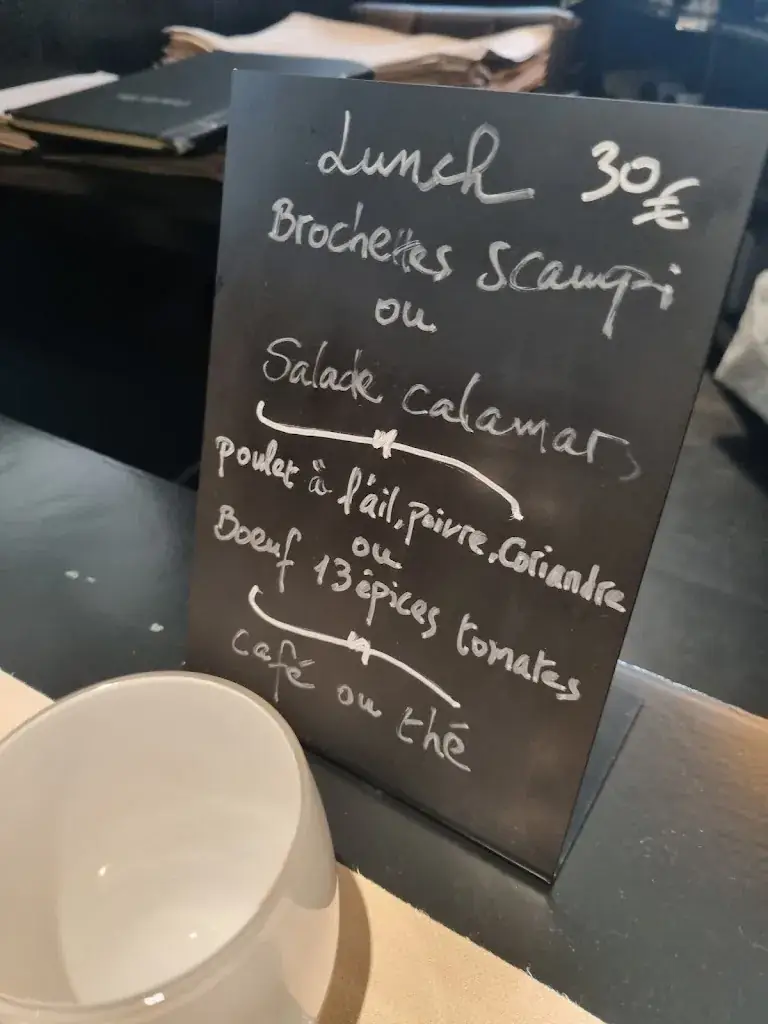 Lunch 30€
Brochettes Scampi
ou
Salade calamars
poulet à l'ail, poivre, Coriandre
ou
Boeuf 13 épices tomates
café ou thé